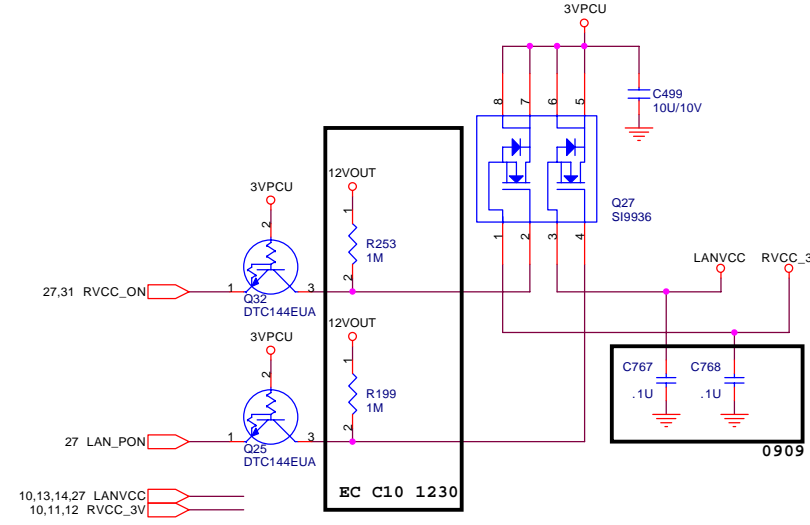 3VPCU
C499
10U/10V
8 7 6 5
Q27
SI9936
1 2 3 4
12VOUT
3VPCU
2
1
R253
1M
2
LANVCC
RVCC_3
27,31 RVCC_ON
1
3
Q32
DTC144EUA
12VOUT
3VPCU
2
1
R199
1M
2
C767
.1U
C768
.1U
0909
27 LAN_PON
1
3
Q25
DTC144EUA
10,13,14,27 LANVCC
10,11,12 RVCC_3V
EC C10 1230